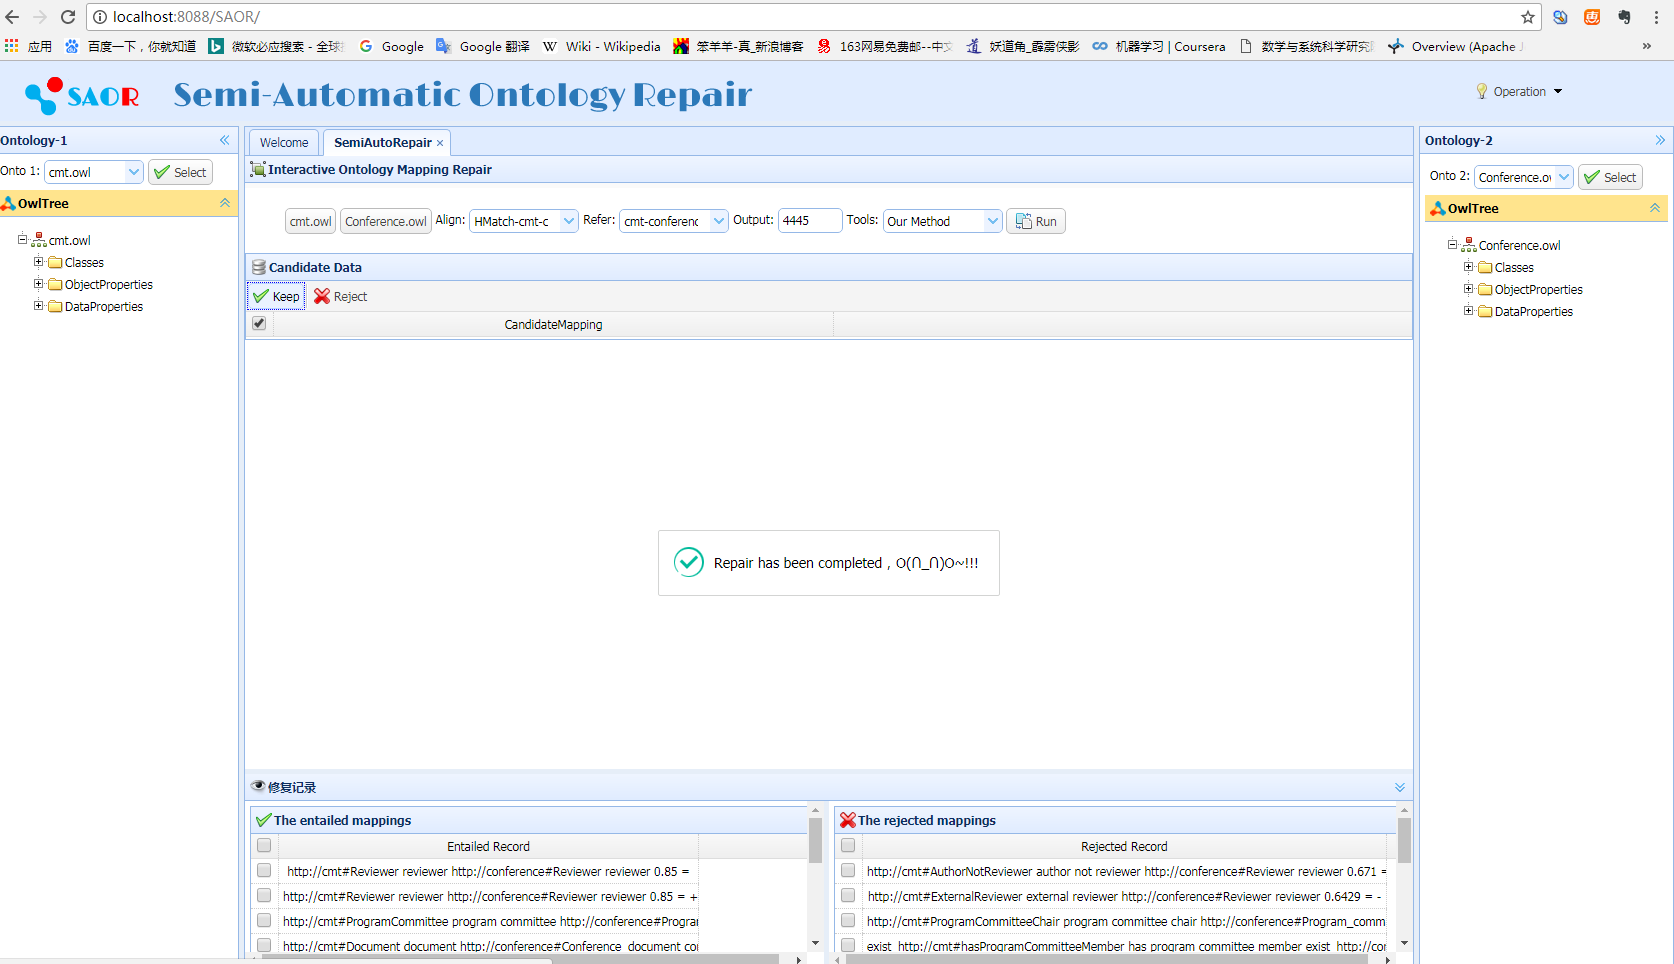 localhost:8088/SAOR/
应用 百度一下，你就知道 微软必应搜索 - 全球 Google Google 翻译 Wiki - Wikipedia 笨羊羊-真_新浪博客 163网易免费邮--中文 妖道角_霹雳侠影 机器学习 | Coursera 数学与系统科学研究 Overview (Apache J »
SAOR Semi-Automatic Ontology Repair Operation
Ontology-1
Onto 1: cmt.owl Select
OwlTree
cmt.owl
Classes
ObjectProperties
DataProperties
Welcome SemiAutoRepair ×
Interactive Ontology Mapping Repair
cmt.owl Conference.owl Align: HMatch-cmt-c Refer: cmt-conferenc Output: 4445 Tools: Our Method Run
Candidate Data
Keep Reject
CandidateMapping
Repair has been completed , O(∩_∩)O~!!!
修复记录
The entailed mappings
Entailed Record
http://cmt#Reviewer reviewer http://conference#Reviewer reviewer 0.85 =
http://cmt#Reviewer reviewer http://conference#Reviewer reviewer 0.85 = +
http://cmt#ProgramCommittee program committee http://conference#Progran
http://cmt#Document document http://conference#Conference_document cor
The rejected mappings
Rejected Record
http://cmt#AuthorNotReviewer author not reviewer http://conference#Reviewer reviewer 0.671 =
http://cmt#ExternalReviewer external reviewer http://conference#Reviewer reviewer 0.6429 = -
http://cmt#ProgramCommitteeChair program committee chair http://conference#Program_comm
exist_http://cmt#hasProgramCommitteeMember has program committee member exist_http://con
Ontology-2
Onto 2: Conference.ov Select
OwlTree
Conference.owl
Classes
ObjectProperties
DataProperties